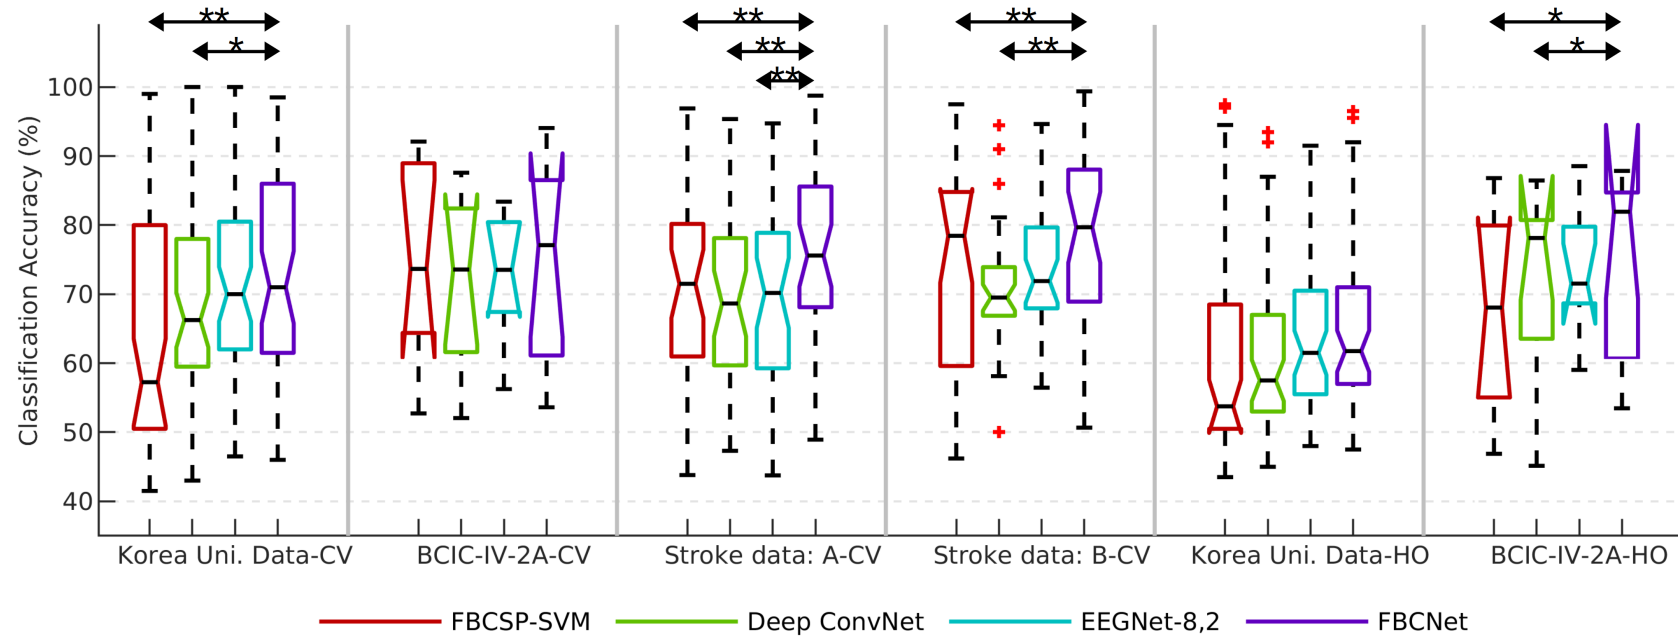 ** ** ** *
* ** ** *
**
100
90
80
70
60
50
40
Classification Accuracy (%)
Korea Uni. Data-CV BCIC-IV-2A-CV Stroke data: A-CV Stroke data: B-CV Korea Uni. Data-HO BCIC-IV-2A-HO
FBCSP-SVM Deep ConvNet EEGNet-8,2 FBCNet